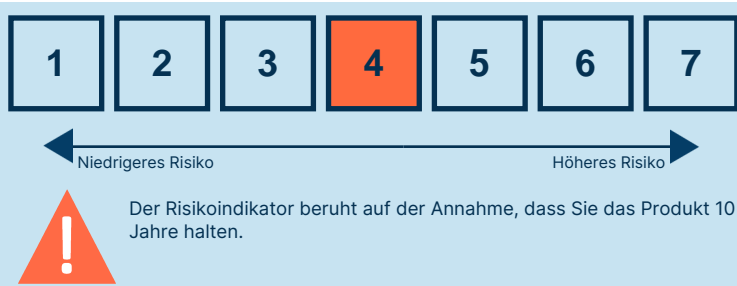 1 2 3 4 5 6 7
Niedrigeres Risiko Höheres Risiko
!
Der Risikoindikator beruht auf der Annahme, dass Sie das Produkt 10
Jahre halten.